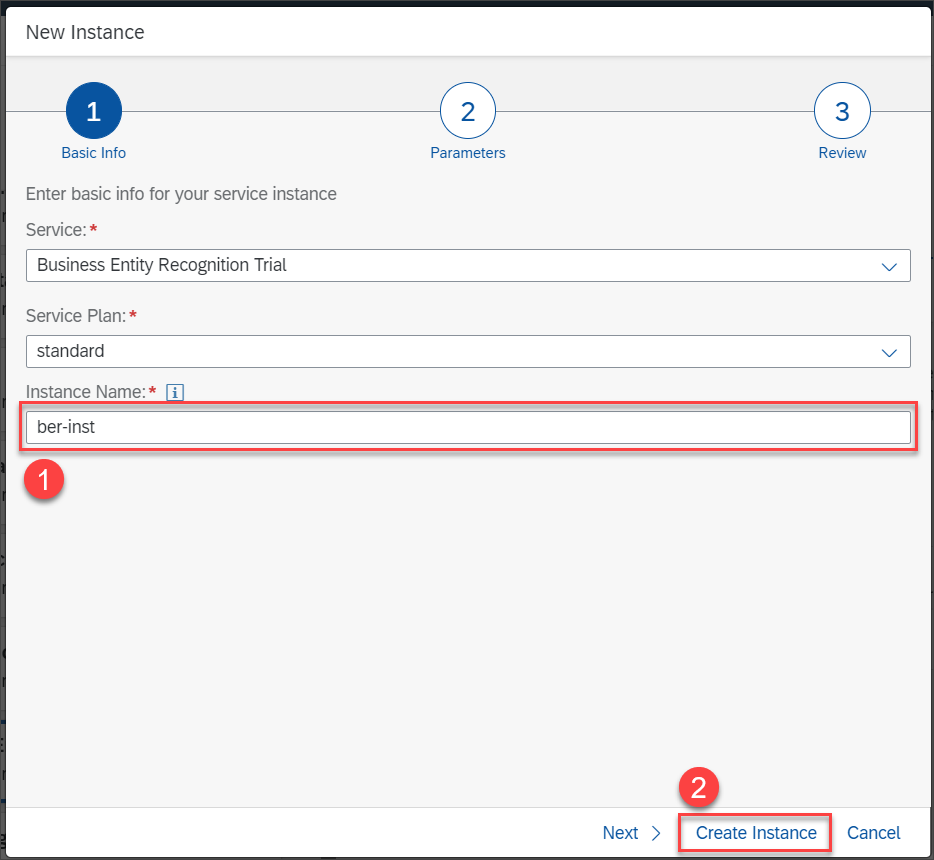 New Instance
1 2 3
Basic Info Parameters Review
Enter basic info for your service instance
Service:*
Business Entity Recognition Trial
Service Plan:*
standard
Instance Name:* i
ber-inst
1
2
Next Create Instance Cancel